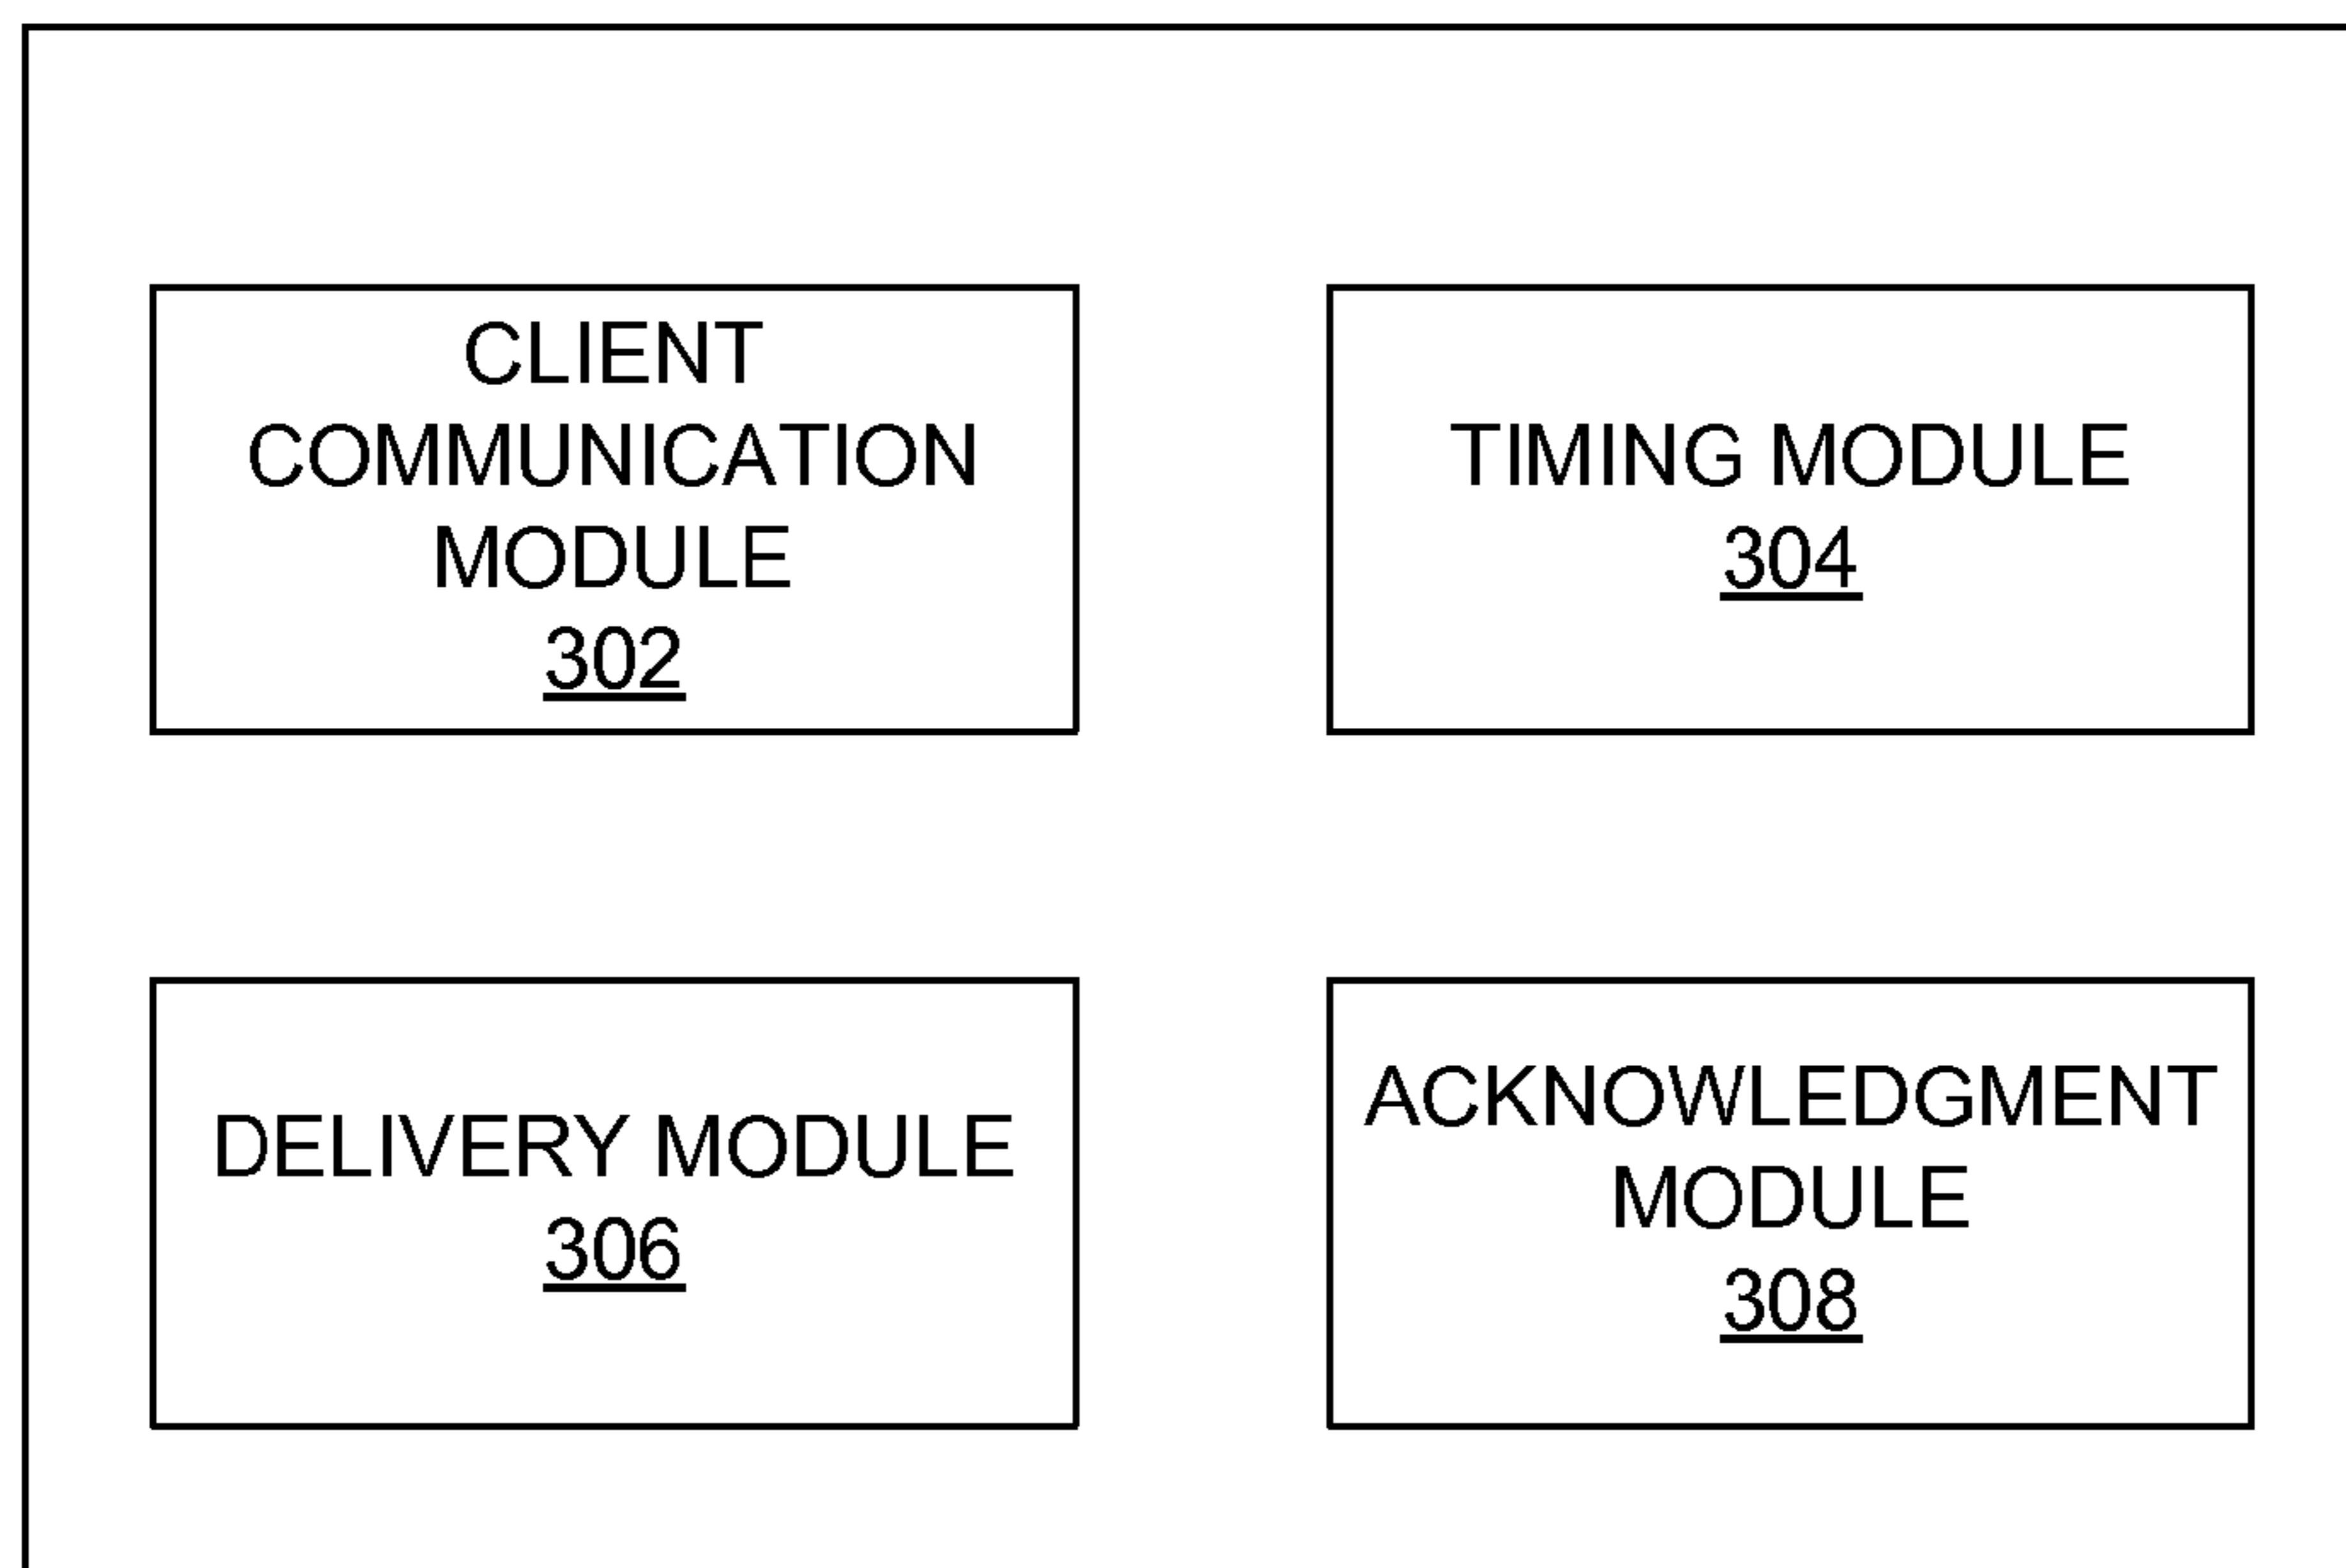 CLIENT
COMMUNICATION
MODULE
302
TIMING MODULE
304
DELIVERY MODULE
306
ACKNOWLEDGMENT
MODULE
308